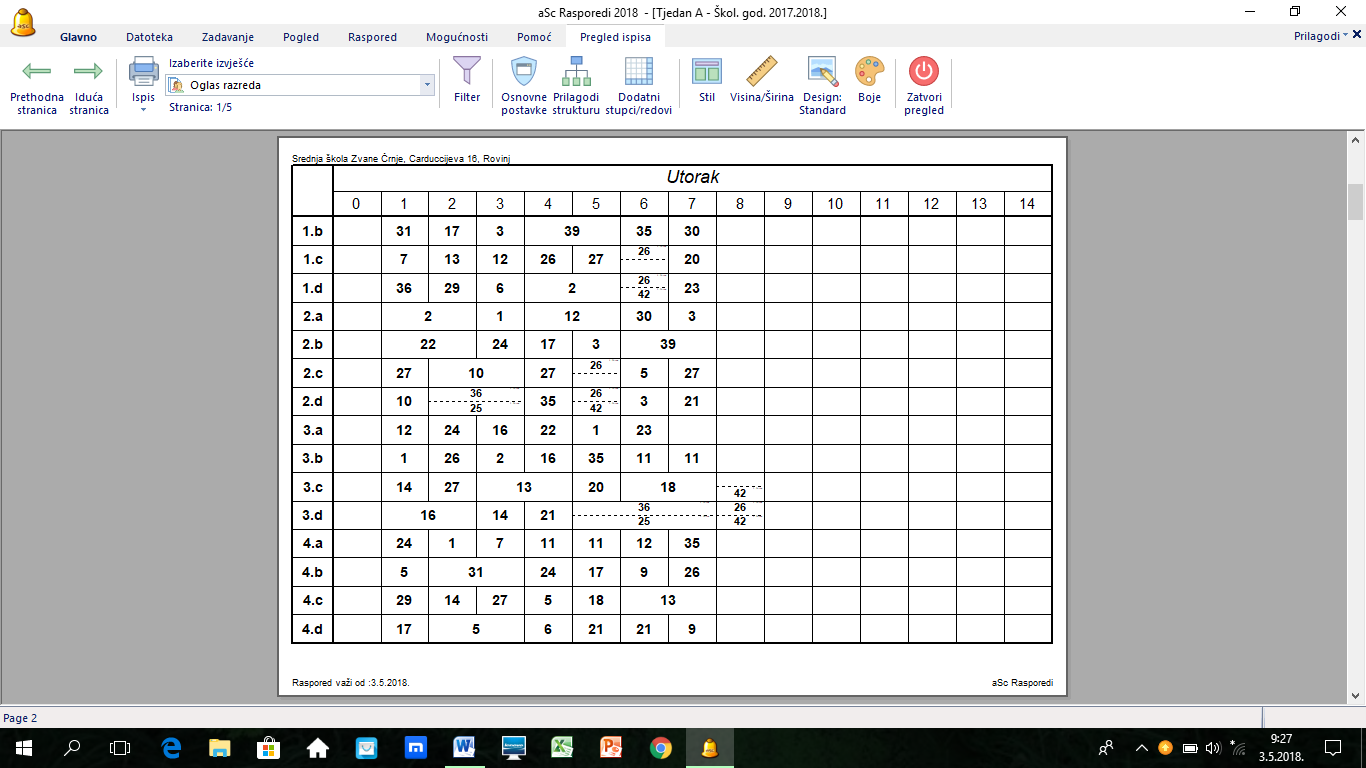 aSc Rasporedi 2018 - [Tjedan A - Škol. god. 2017.2018.]
Glavno Datoteka Zadavanje Pogled Raspored Mogućnosti Pomoć Pregled ispisa Prilagodi
Prethodna stranica
Iduća stranica
Ispis
Izaberite izvješće
Oglas razreda
Stranica: 1/5
Filter
Osnovne postavke
Prilagodi strukturu
Dodatni stupci/redovi
Stil
Visina/Širina
Design: Standard
Boje
Zatvori pregled
Srednja škola Zvane Črnje, Carduccijeva 16, Rovinj
Utorak
0 1 2 3 4 5 6 7 8 9 10 11 12 13 14
1.b 31 17 3 39 35 30
1.c 7 13 12 26 27 26 20
1.d 36 29 6 2 26 42 23
2.a 2 1 12 30 3
2.b 22 24 17 3 39
2.c 27 10 27 26 5 27
2.d 10 36 25 35 26 42 3 21
3.a 12 24 16 22 1 23
3.b 1 26 2 16 35 11 11
3.c 14 27 13 20 18 42
3.d 16 14 21 36 25 26 42
4.a 24 1 7 11 11 12 35
4.b 5 31 24 17 9 26
4.c 29 14 27 5 18 13
4.d 17 5 6 21 21 9
Raspored važi od :3.5.2018. aSc Rasporedi
Page 2
9:27
3.5.2018.